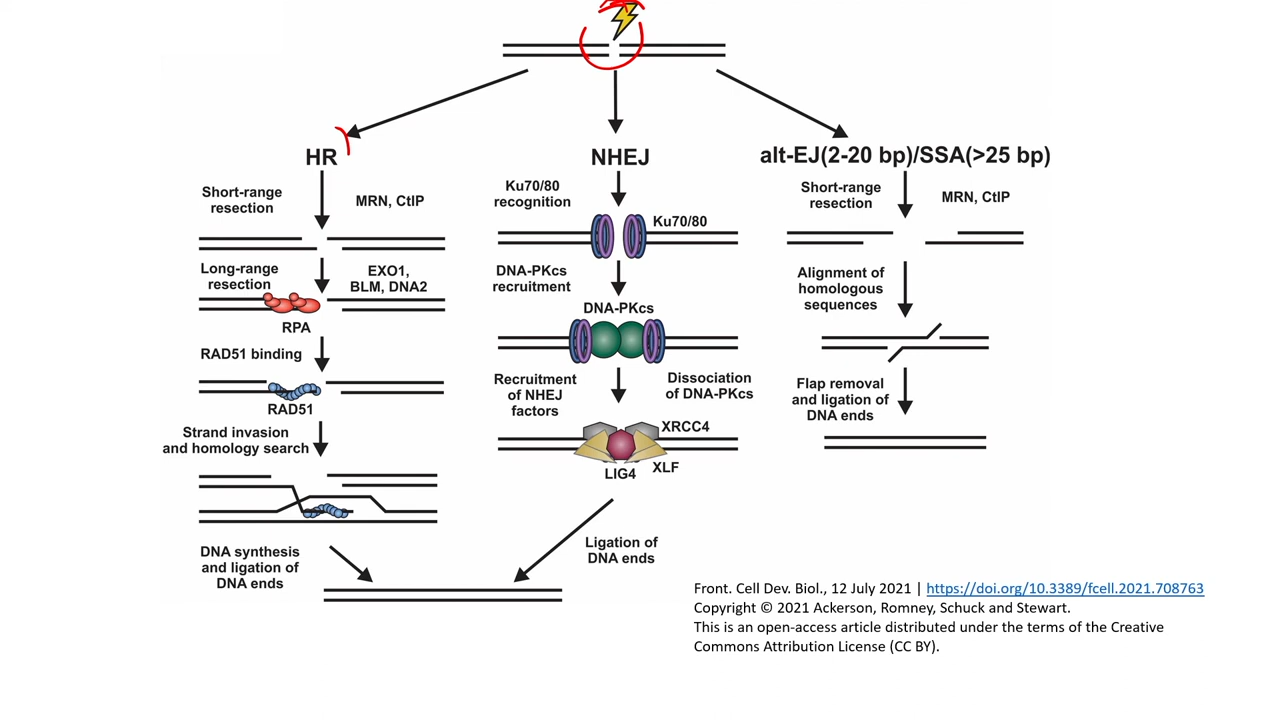 HR
Short-range
resection
MRN, CtIP
Long-range
resection
EXO1,
BLM, DNA2
RPA
RAD51 binding
RAD51
Strand invasion
and homology search
DNA synthesis
and ligation of
DNA ends
NHEJ
Ku70/80
recognition
Ku70/80
DNA-PKcs
recruitment
DNA-PKcs
Recruitment
of NHEJ
factors
Dissociation
of DNA-PKcs
XRCC4
XLF
LIG4
Ligation of
DNA ends
alt-EJ(2-20 bp)/SSA(>25 bp)
Short-range
resection
MRN, CtIP
Alignment of
homologous
sequences
Flap removal
and ligation of
DNA ends
Front. Cell Dev. Biol., 12 July 2021 | https://doi.org/10.3389/fcell.2021.708763
Copyright © 2021 Ackerson, Romney, Schuck and Stewart.
This is an open-access article distributed under the terms of the Creative
Commons Attribution License (CC BY).